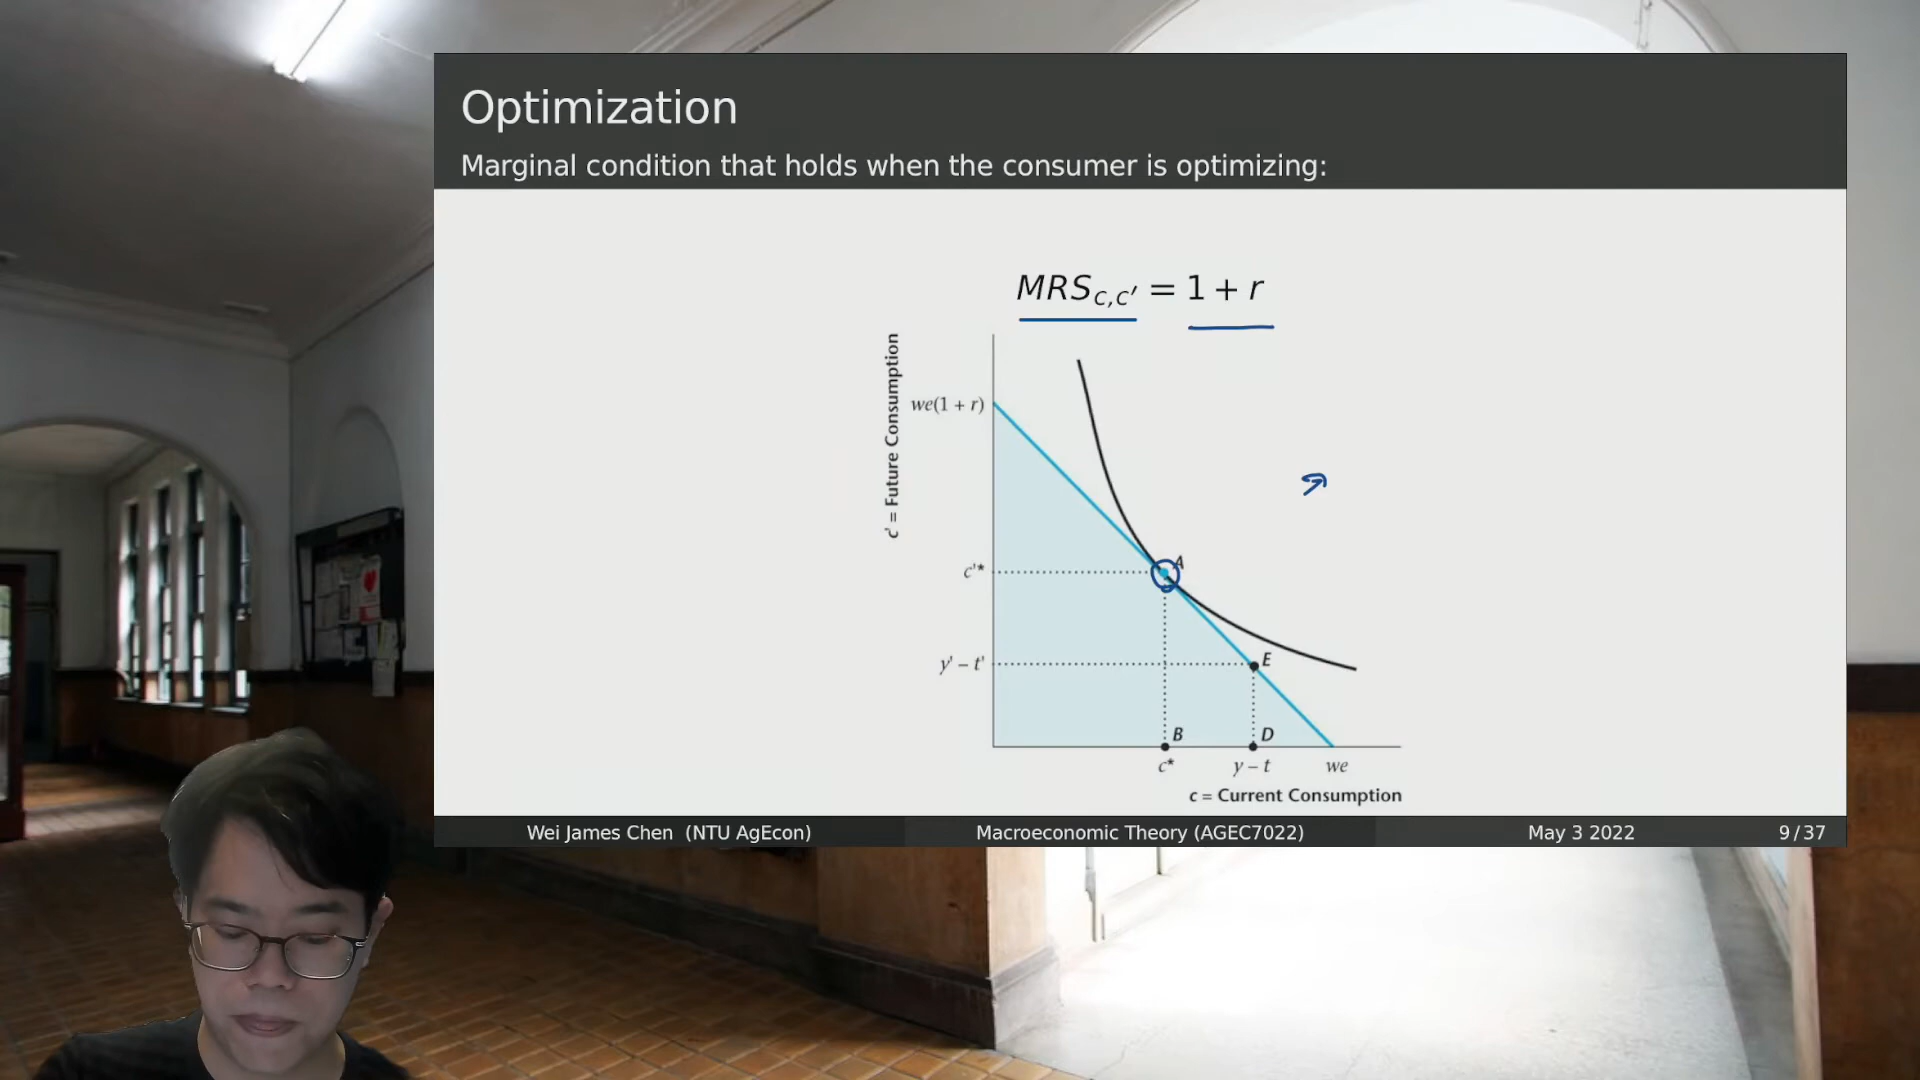 Optimization
Marginal condition that holds when the consumer is optimizing:
MRS_{c,c′} = 1 + r
c' = Future Consumption
we(1 + r)
A
c'*
y' – t'
E
B
D
c*
y – t
we
c = Current Consumption
Wei James Chen (NTU AgEcon)
Macroeconomic Theory (AGEC7022)
May 3 2022
9 / 37